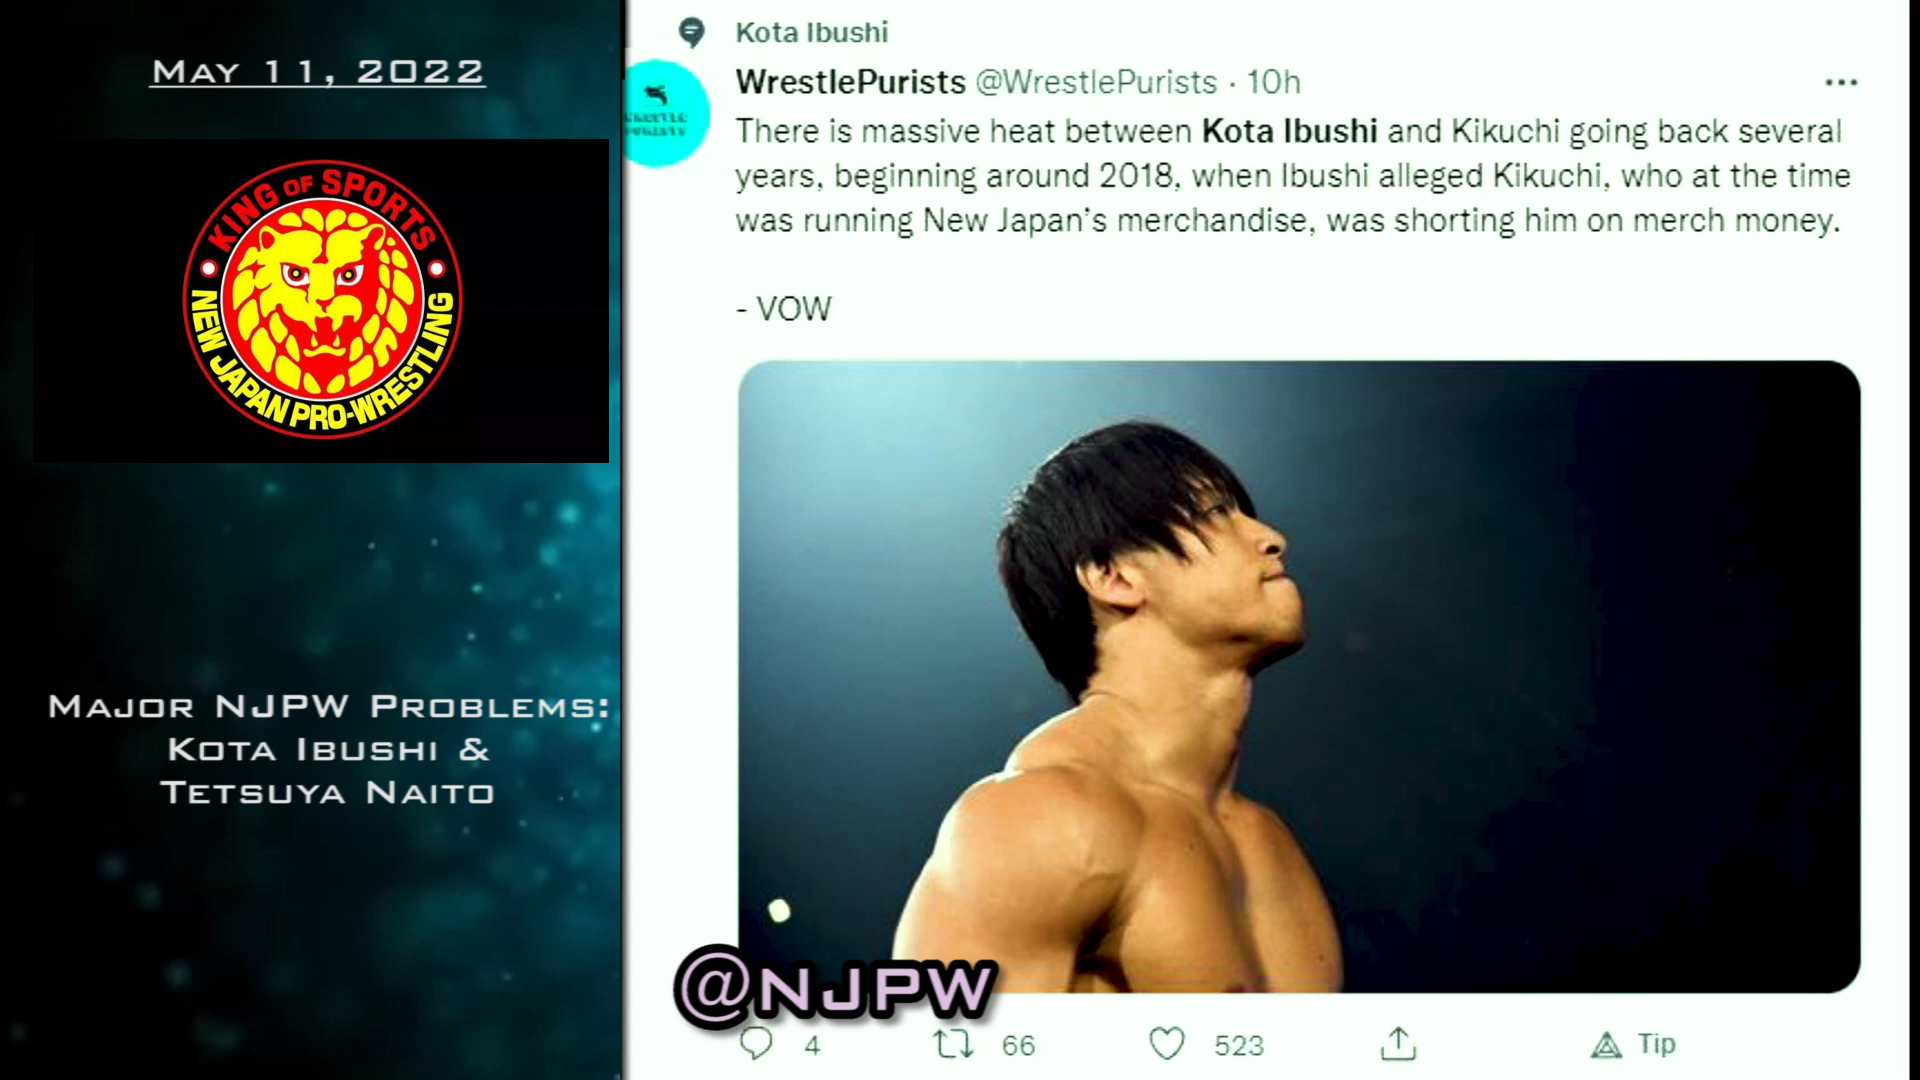 May 11, 2022
KING OF SPORTS
NEW JAPAN PRO-WRESTLING
Major NJPW Problems:
Kota Ibushi &
Tetsuya Naito
Kota Ibushi
WrestlePurists @WrestlePurists · 10h
WRESTLE
PURISTS
There is massive heat between Kota Ibushi and Kikuchi going back several
years, beginning around 2018, when Ibushi alleged Kikuchi, who at the time
was running New Japan's merchandise, was shorting him on merch money.
- VOW
@NJPW
4 66 523 Tip